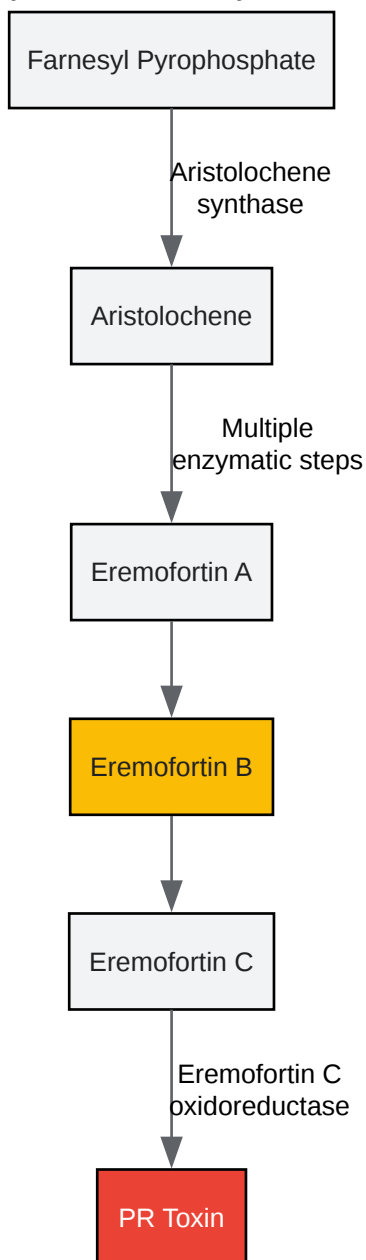 Farnesyl Pyrophosphate
Aristolochene
synthase
Aristolochene
Multiple
enzymatic steps
Eremofortin A
Eremofortin B
Eremofortin C
Eremofortin C
oxidoreductase
PR Toxin